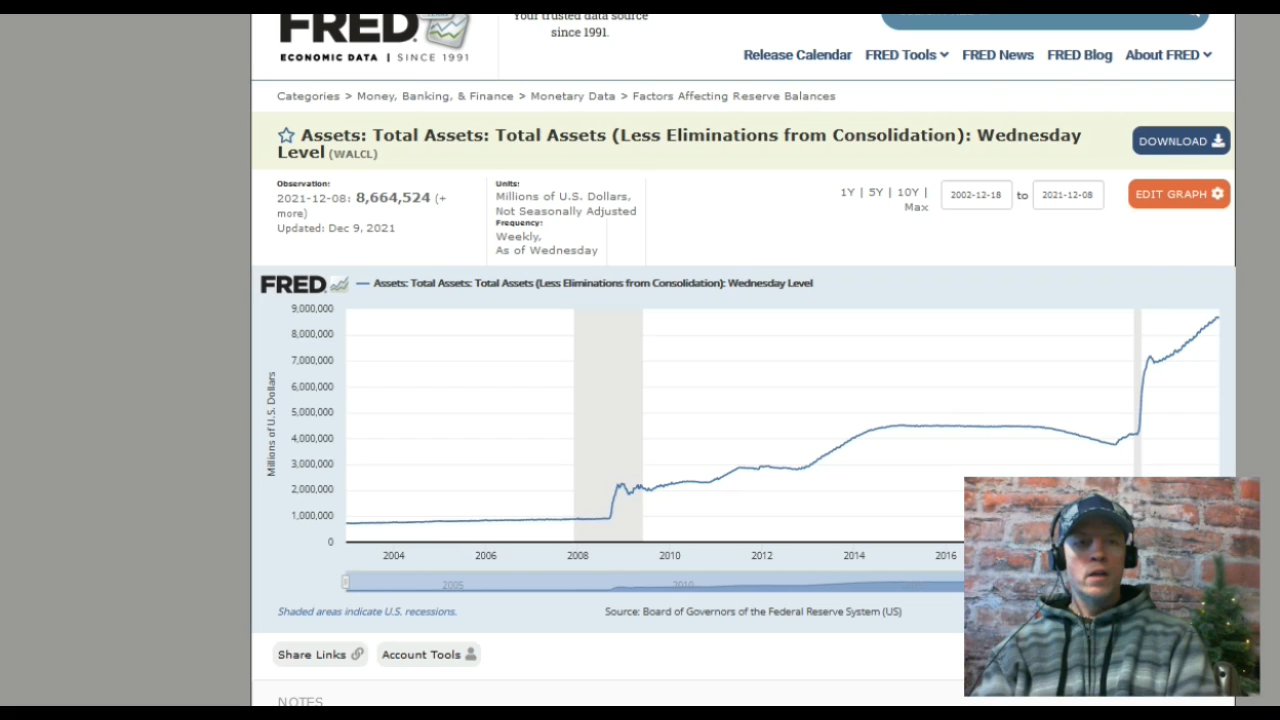 FRED
ECONOMIC DATA | SINCE 1991
Your trusted data source
since 1991.
Release Calendar FRED Tools FRED News FRED Blog About FRED
Categories > Money, Banking, & Finance > Monetary Data > Factors Affecting Reserve Balances
Assets: Total Assets: Total Assets (Less Eliminations from Consolidation): Wednesday
Level (WALCL)
DOWNLOAD
Observation:
2021-12-08: 8,664,524 (+
more)
Updated: Dec 9, 2021
Units:
Millions of U.S. Dollars,
Not Seasonally Adjusted
Frequency:
Weekly,
As of Wednesday
1Y | 5Y | 10Y |
Max
2002-12-18 to 2021-12-08
EDIT GRAPH
FRED
Assets: Total Assets: Total Assets (Less Eliminations from Consolidation): Wednesday Level
Millions of U.S. Dollars
9,000,000
8,000,000
7,000,000
6,000,000
5,000,000
4,000,000
3,000,000
2,000,000
1,000,000
0
2004 2006 2008 2010 2012 2014 2016
2005 2010
Shaded areas indicate U.S. recessions.
Source: Board of Governors of the Federal Reserve System (US)
Share Links
Account Tools
NOTES